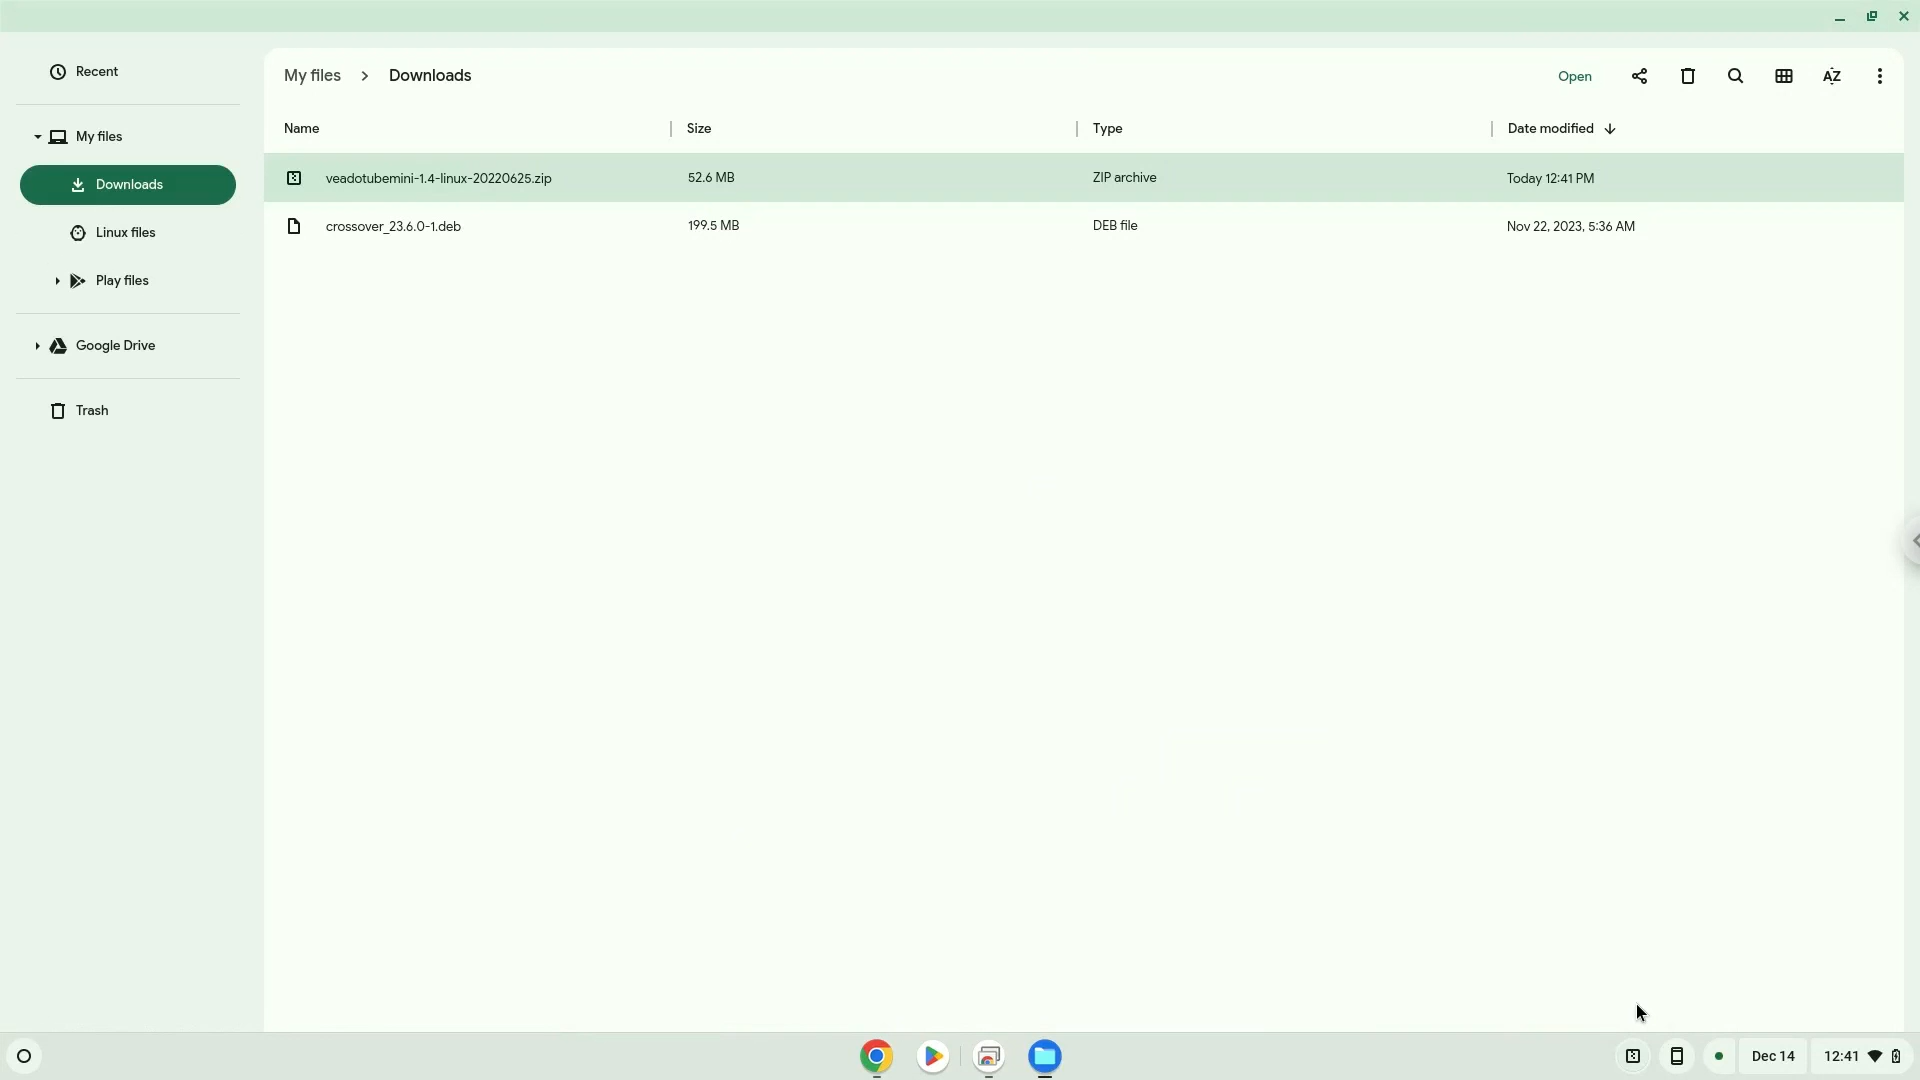 Recent
My files
Downloads
Linux files
Play files
Google Drive
Trash
My files > Downloads
Open
AZ
Name Size Type Date modified
veadotubemini-1.4-linux-20220625.zip 52.6 MB ZIP archive Today 12:41 PM
crossover_23.6.0-1.deb 199.5 MB DEB file Nov 22, 2023, 5:36 AM
Dec 14 12:41